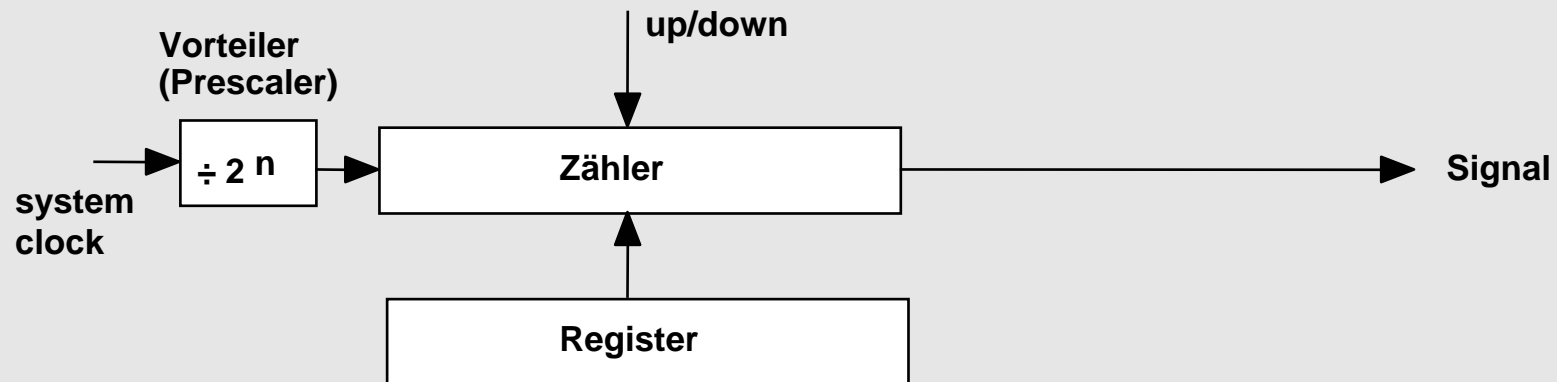 up/down
Vorteiler
(Prescaler)
÷ 2 n
Zähler
Signal
system
clock
Register